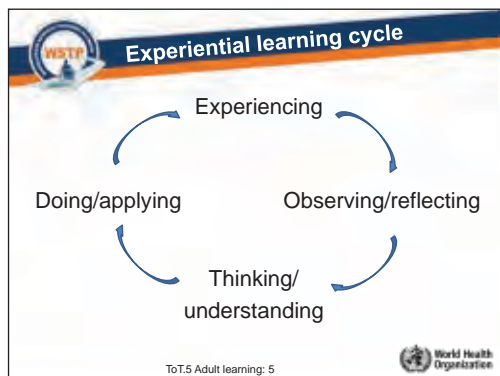 WSTP
Experiential learning cycle
Experiencing
Doing/applying
Observing/reflecting
Thinking/
understanding
ToT.5 Adult learning: 5
World Health
Organization